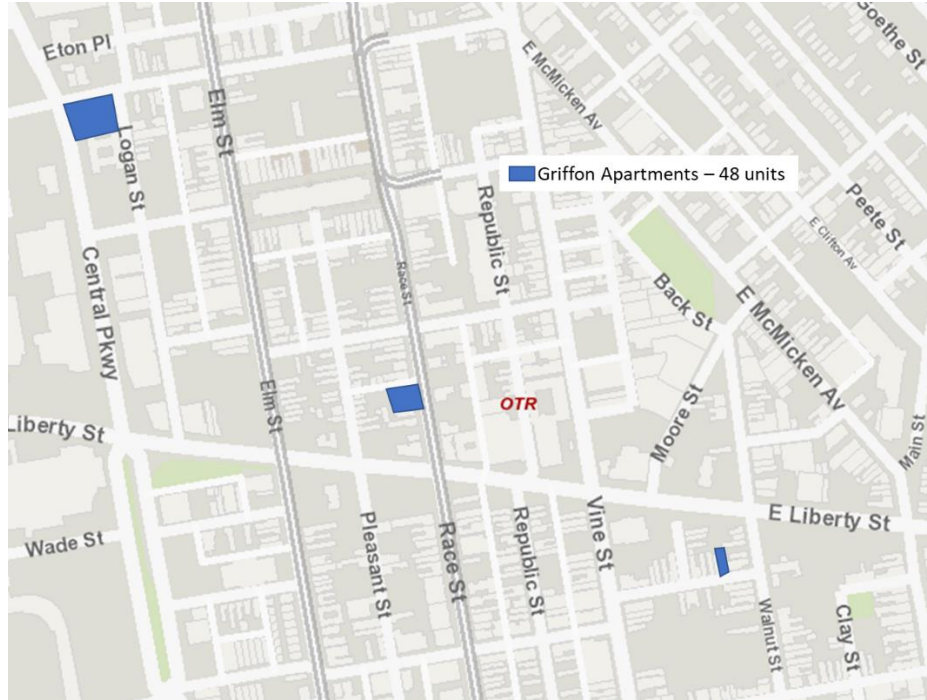 Eton Pl
Elm St
E McMicken Av
Goethe St
Logan St
Griffon Apartments – 48 units
Republic St
Peete St
E Clifton Av
Central Pkwy
Race St
Back St
E McMicken Av
Elm St
OTR
Moore St
Main St
Liberty St
E Liberty St
Wade St
Pleasant St
Race St
Republic St
Vine St
Walnut St
Clay St